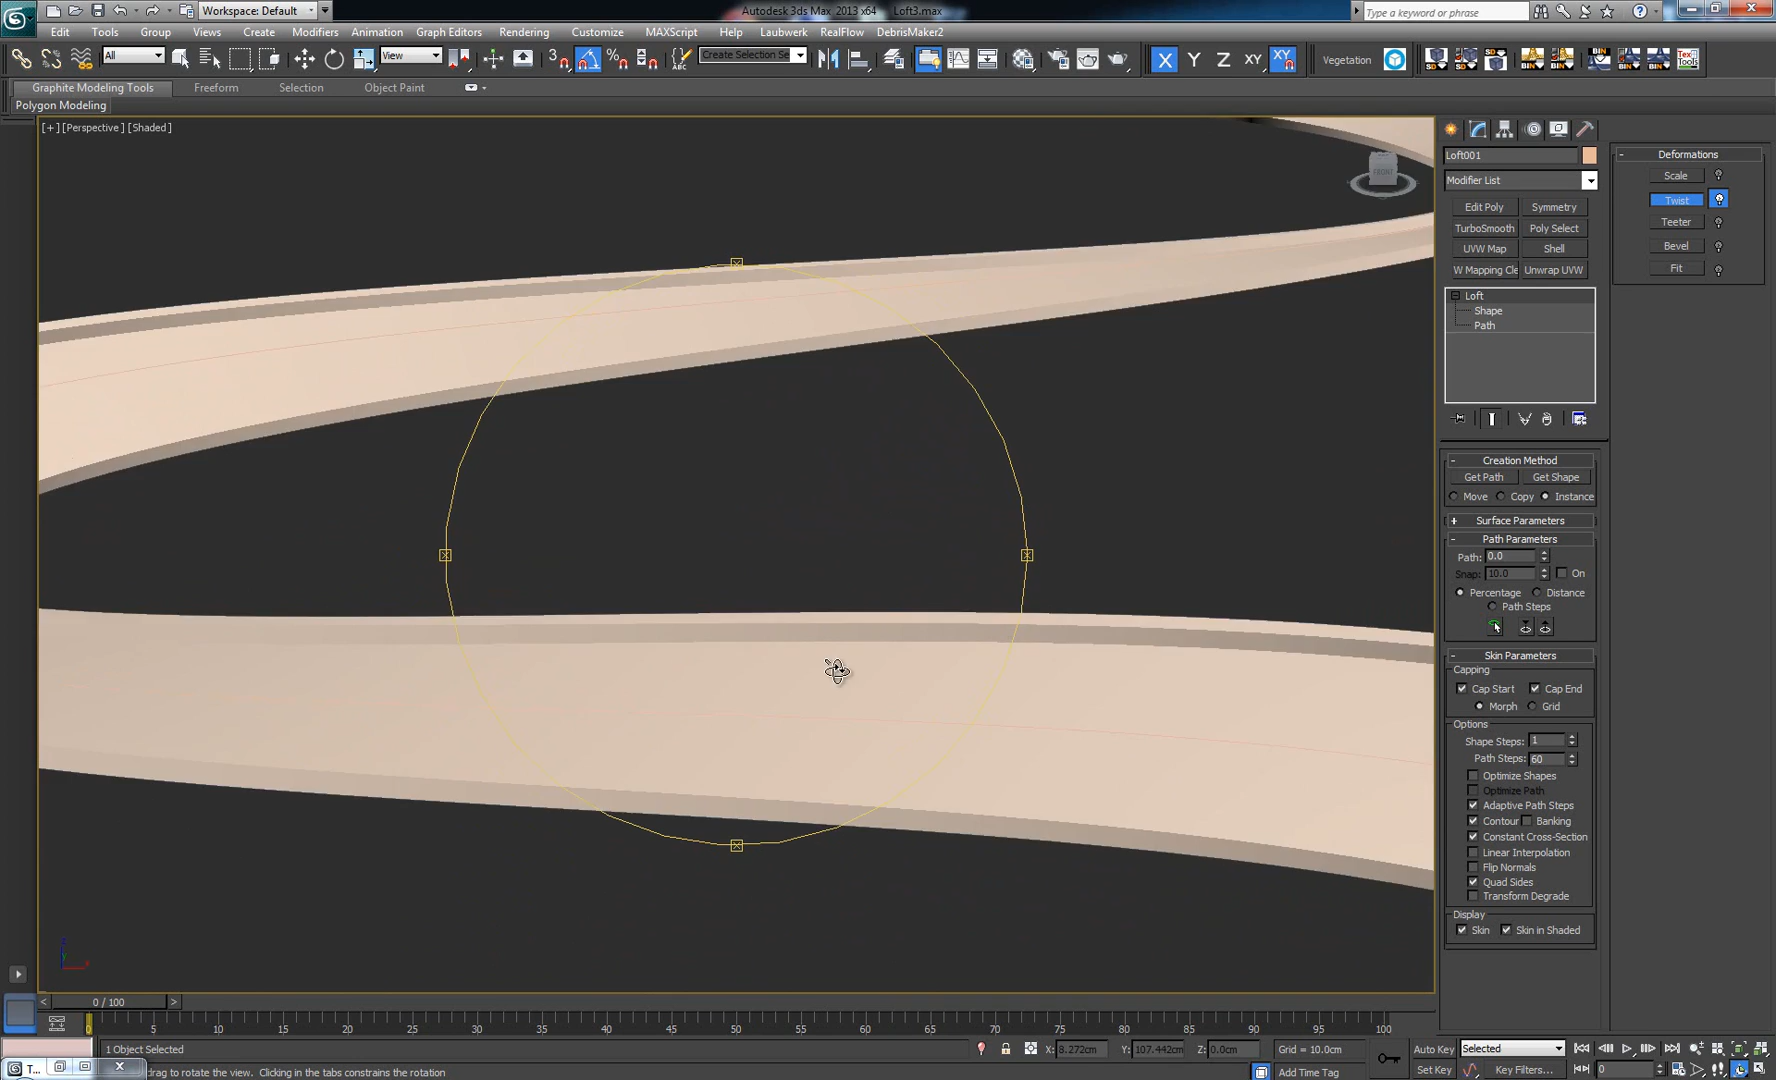 Workspace: Default
Autodesk 3ds Max 2013 x64 Loft3.max
Type a keyword or phrase
Edit Tools Group Views Create Modifiers Animation Graph Editors Rendering Customize MAXScript Help Laubwerk RealFlow DebrisMaker2
All View Create Selection Se X Y Z XY XY Vegetation
Graphite Modeling Tools Freeform Selection Object Paint
Polygon Modeling
[+] [Perspective] [Shaded]
FRONT
Loft001
Modifier List
Edit Poly Symmetry
TurboSmooth Poly Select
UVW Map Shell
W Mapping Cle Unwrap UVW
Loft
Shape
Path
Creation Method
Get Path Get Shape
Move Copy Instance
+ Surface Parameters
- Path Parameters
Path: 0.0
Snap: 10.0 On
Percentage Distance
Path Steps
- Skin Parameters
Capping
Cap Start Cap End
Morph Grid
Options
Shape Steps: 1
Path Steps: 60
Optimize Shapes
Optimize Path
Adaptive Path Steps
Contour Banking
Constant Cross-Section
Linear Interpolation
Flip Normals
Quad Sides
Transform Degrade
Display
Skin Skin in Shaded
- Deformations
Scale
Twist
Teeter
Bevel
Fit
< 0 / 100 >
0 5 10 15 20 25 30 35 40 45 50 55 60 65 70 75 80 85 90 95 100
1 Object Selected X: 8.272cm Y: 107.442cm Z: 0.0cm Grid = 10.0cm Auto Key Selected
T... drag to rotate the view. Clicking in the tabs constrains the rotation Add Time Tag Set Key Key Filters... 0